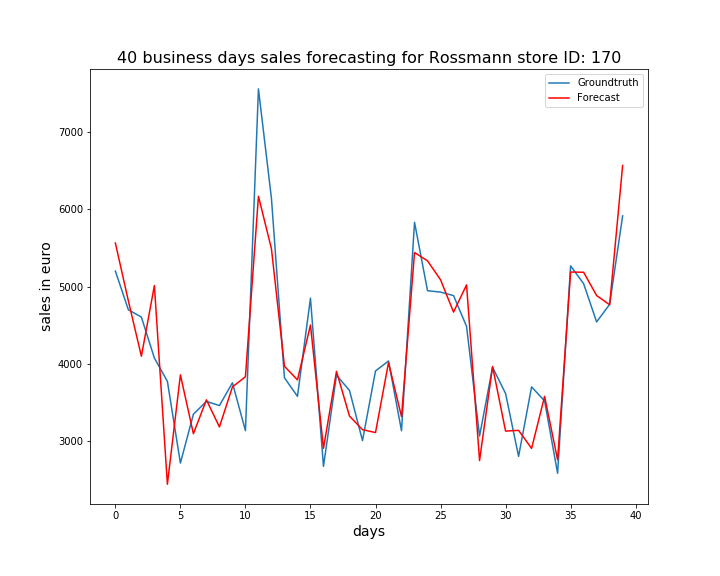 40 business days sales forecasting for Rossmann store ID: 170
Groundtruth
Forecast
7000
6000
5000
4000
3000
sales in euro
0 5 10 15 20 25 30 35 40
days